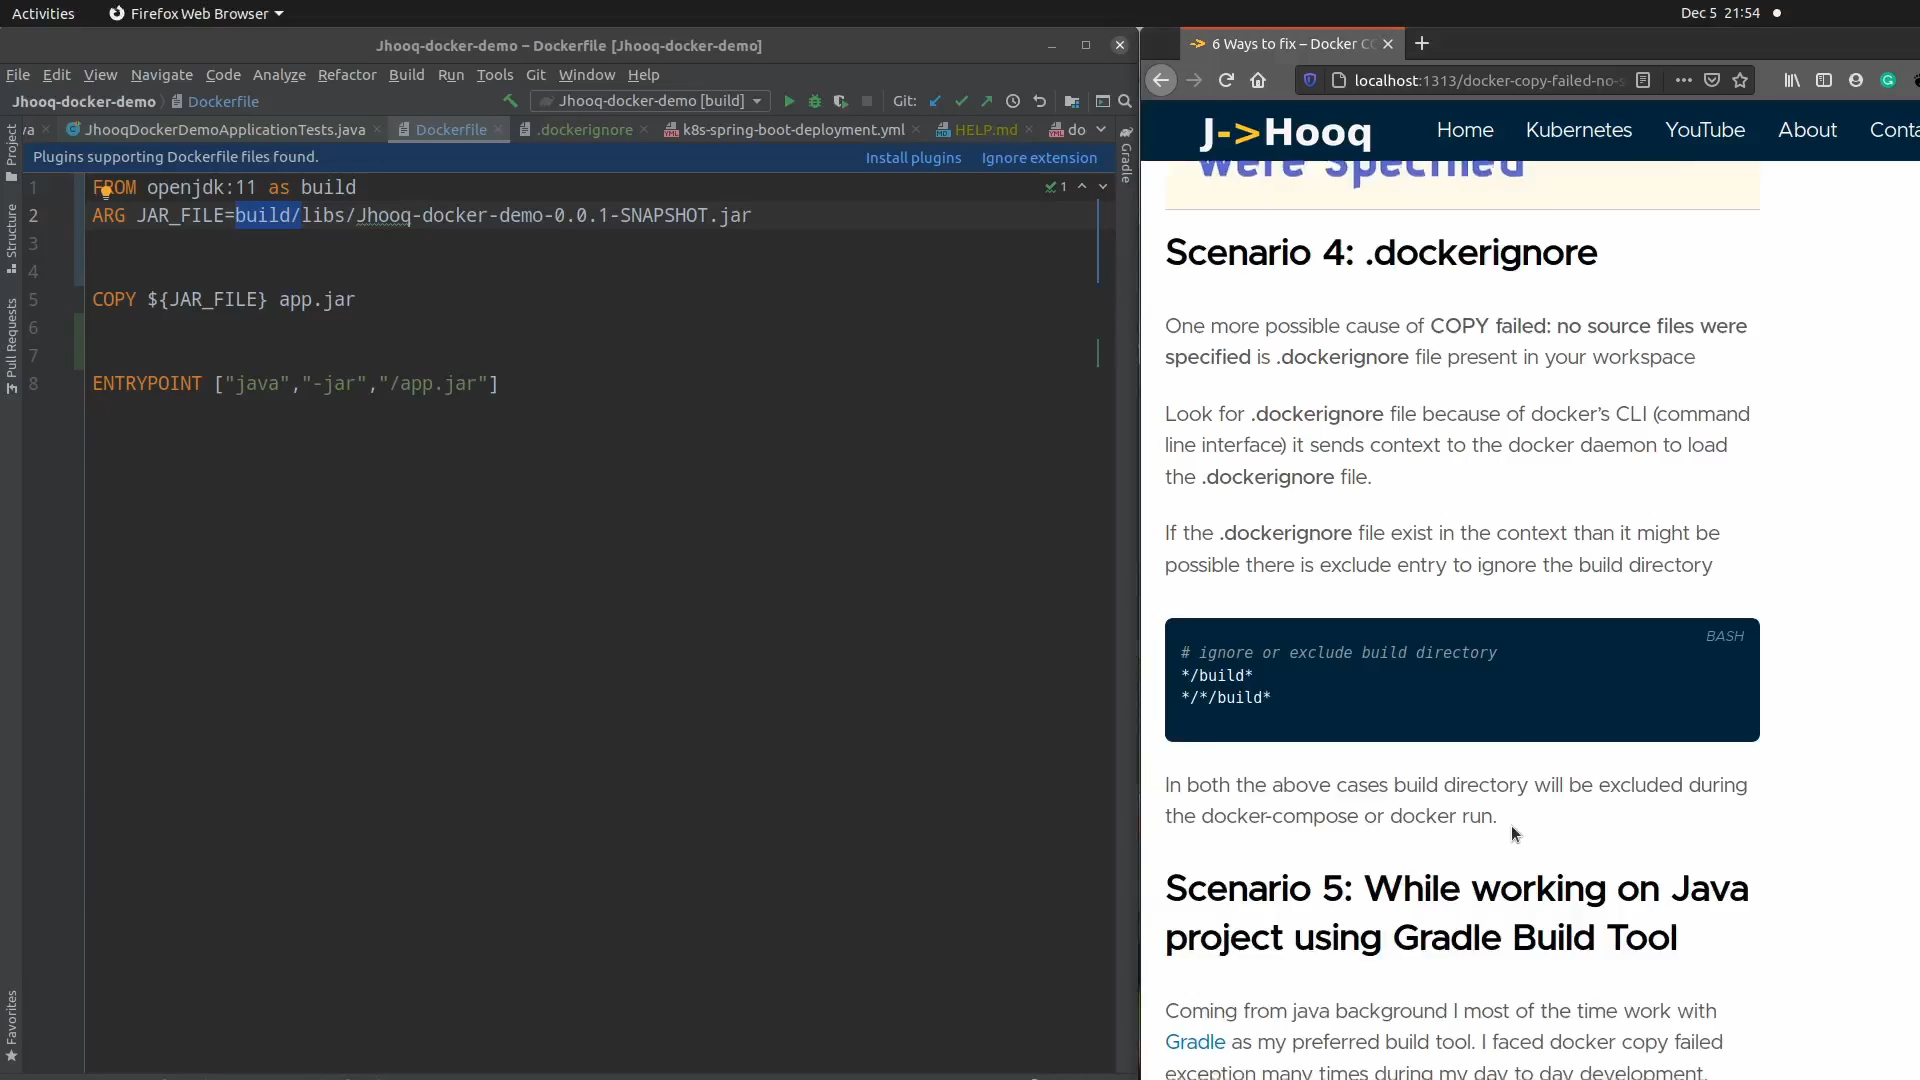 Activities
Firefox Web Browser
Dec 5 21:54
Jhooq-docker-demo – Dockerfile [Jhooq-docker-demo]
File Edit View Navigate Code Analyze Refactor Build Run Tools Git Window Help
Jhooq-docker-demo
Dockerfile
Jhooq-docker-demo [build]
Git:
va
JhooqDockerDemoApplicationTests.java
Dockerfile
.dockerignore
k8s-spring-boot-deployment.yml
HELP.md
do
Plugins supporting Dockerfile files found.
Install plugins
Ignore extension
Project
Structure
Pull Requests
Favorites
Gradle
1
1 FROM openjdk:11 as build
2 ARG JAR_FILE=build/libs/Jhooq-docker-demo-0.0.1-SNAPSHOT.jar
3
4
5 COPY ${JAR_FILE} app.jar
6
7
8 ENTRYPOINT ["java","-jar","/app.jar"]
6 Ways to fix – Docker CO
localhost:1313/docker-copy-failed-no-s
J->Hooq
Home Kubernetes YouTube About Conta
were specified
Scenario 4: .dockerignore
One more possible cause of COPY failed: no source files were
specified is .dockerignore file present in your workspace
Look for .dockerignore file because of docker's CLI (command
line interface) it sends context to the docker daemon to load
the .dockerignore file.
If the .dockerignore file exist in the context than it might be
possible there is exclude entry to ignore the build directory
BASH
# ignore or exclude build directory
*/build*
*/*/build*
In both the above cases build directory will be excluded during
the docker-compose or docker run.
Scenario 5: While working on Java
project using Gradle Build Tool
Coming from java background I most of the time work with
Gradle as my preferred build tool. I faced docker copy failed
exception many times during my day to day development.